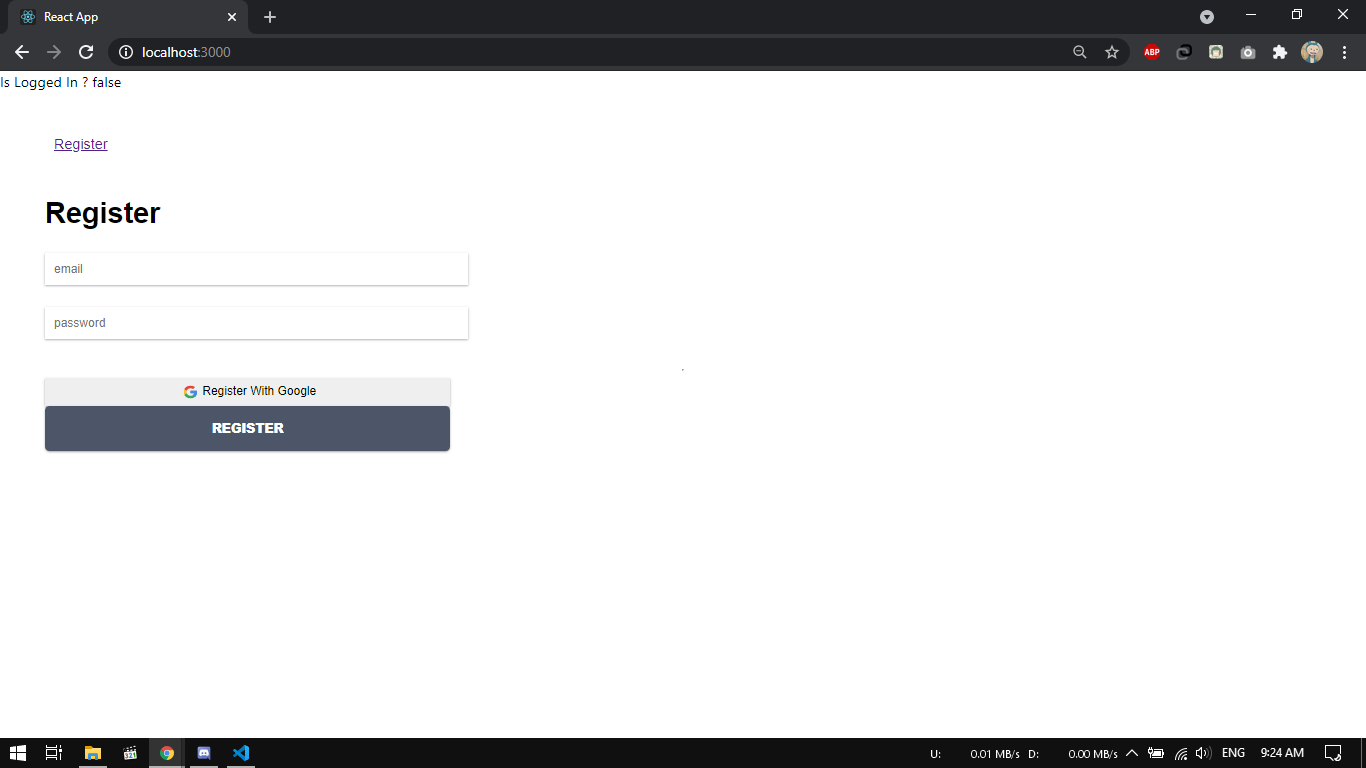 React App
localhost:3000
ABP
Is Logged In ? false
Register
Register
email
password
Register With Google
REGISTER
U: 0.01 MB/s D: 0.00 MB/s ENG 9:24 AM